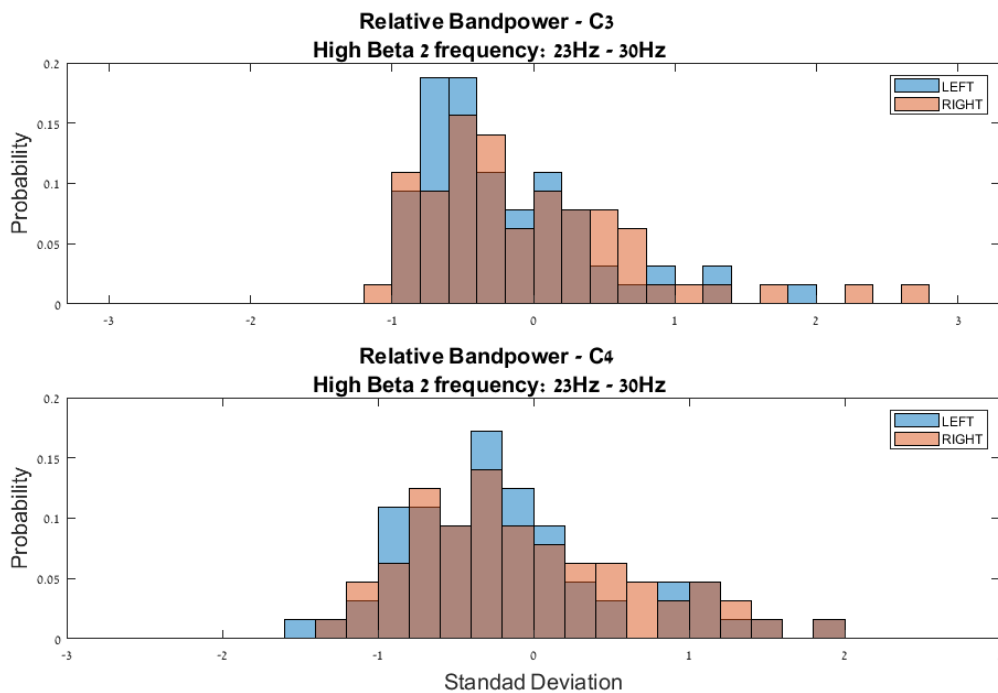 Relative Bandpower - C3
High Beta 2 frequency: 23Hz - 30Hz
0.2
0.15
0.1
0.05
0
Probability
LEFT
RIGHT
-3 -2 -1 0 1 2 3
Relative Bandpower - C4
High Beta 2 frequency: 23Hz - 30Hz
0.2
0.15
0.1
0.05
0
Probability
LEFT
RIGHT
-3 -2 -1 0 1 2
Standad Deviation